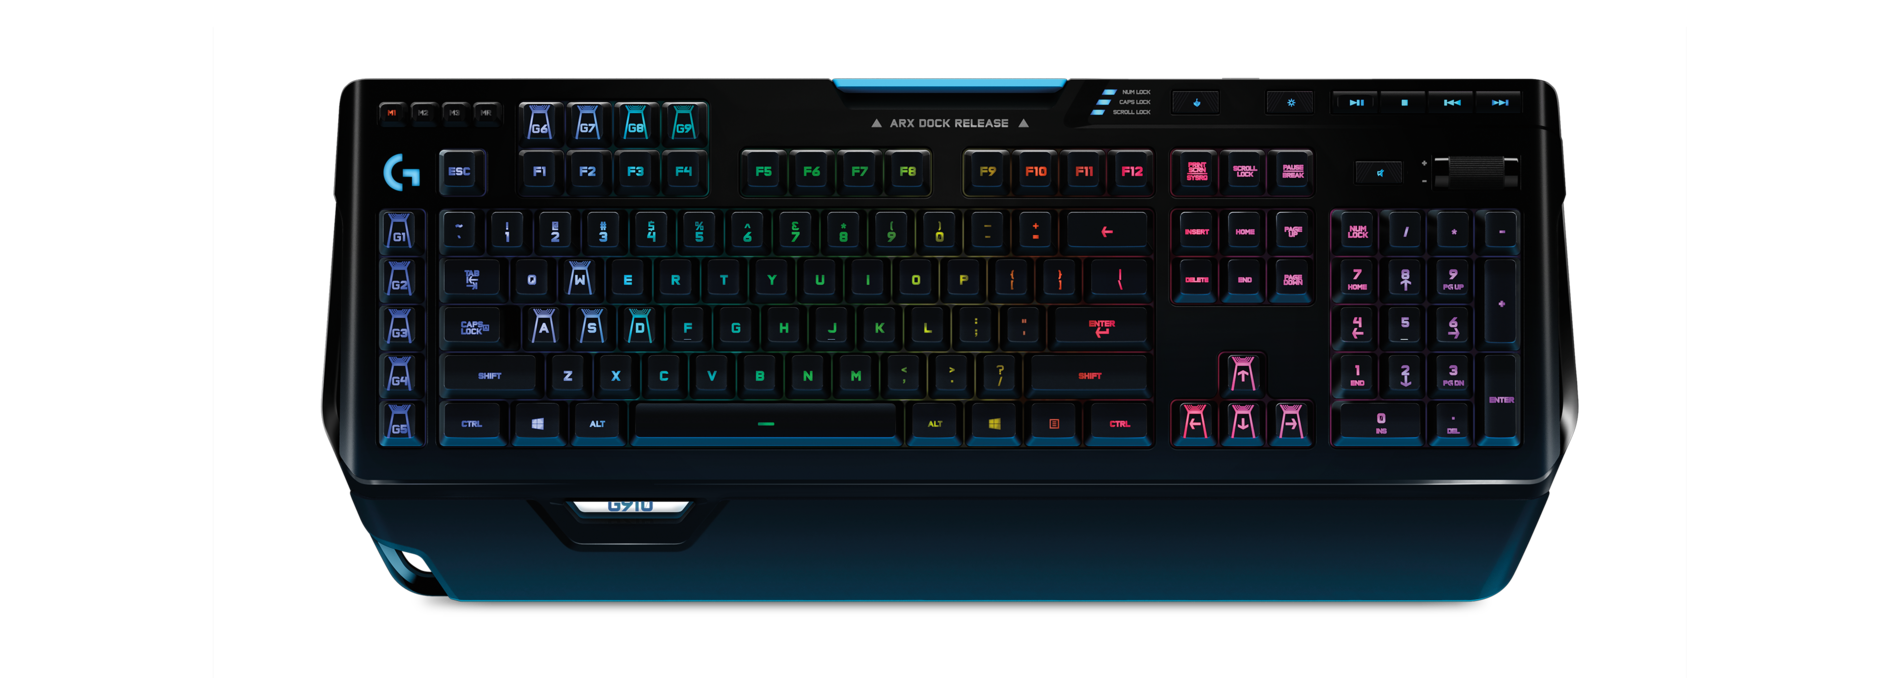 M1 M2 M3 MR G6 G7 G8 G9
NUM LOCK
CAPS LOCK
SCROLL LOCK
▲ ARX DOCK RELEASE ▲
ESC F1 F2 F3 F4 F5 F6 F7 F8 F9 F10 F11 F12 PRINT SCRN SYSRQ SCROLL LOCK PAUSE BREAK + -
G1 ~ ` ! 1 2 # 3 $ 4 % 5 ^ 6 £ 7 * 8 ( 9 ) 0 - + = ← INSERT HOME PAGE UP NUM LOCK / * -
G2 TAB Q W E R T Y U I O P { [ } ] DELETE END PAGE DOWN 7 HOME 8 ↑ 9 PG UP +
G3 CAPS LOCK A S D F G H J K L : ; " ' ENTER 4 ← 5 6 →
G4 SHIFT Z X C V B N M < , > . ? / SHIFT ↑ 1 END 2 ↓ 3 PG DN ENTER
G5 CTRL ALT ALT CTRL ← ↓ → 0 INS . DEL
G910